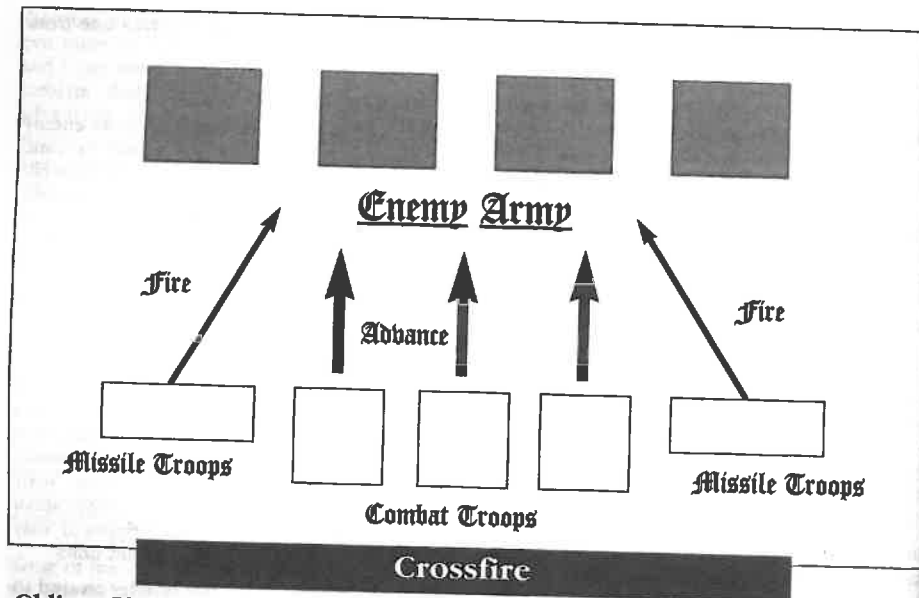 Enemy Army
Fire
Fire
Advance
Missile Troops
Missile Troops
Combat Troops
Crossfire